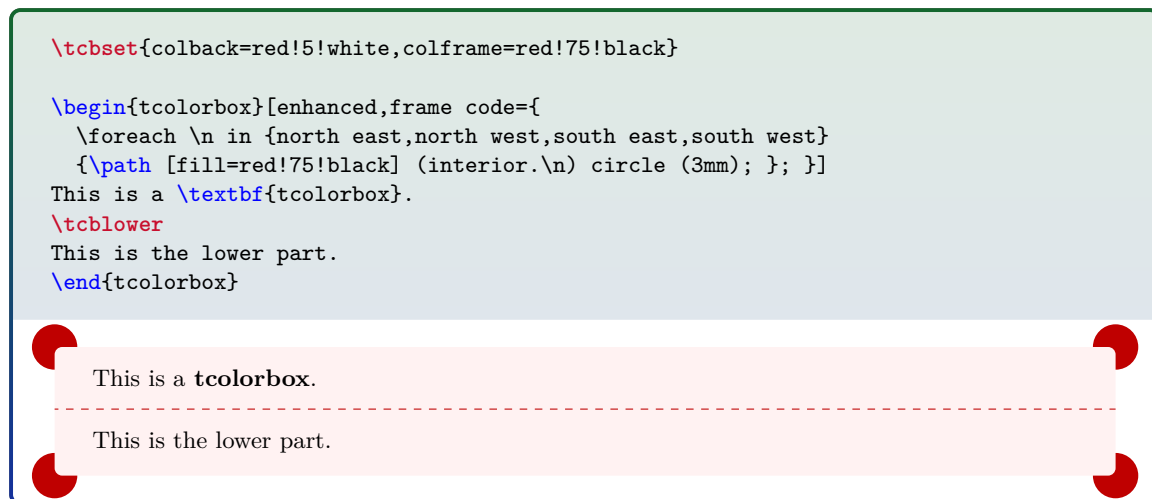 \tcbset{colback=red!5!white,colframe=red!75!black}
\begin{tcolorbox}[enhanced,frame code={
\foreach \n in {north east,north west,south east,south west}
{\path [fill=red!75!black] (interior.\n) circle (3mm); }; }]
This is a \textbf{tcolorbox}.
\tcblower
This is the lower part.
\end{tcolorbox}
This is a tcolorbox.
This is the lower part.